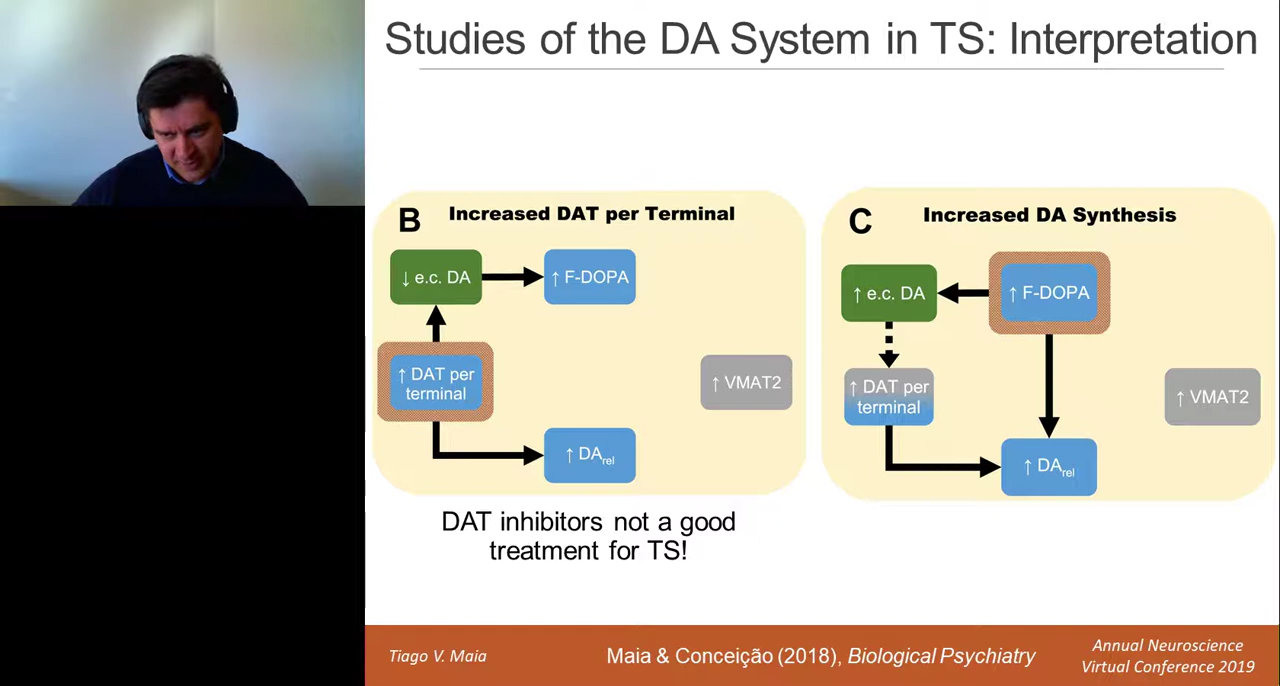 Studies of the DA System in TS: Interpretation
B
Increased DAT per Terminal
↓ e.c. DA
↑ F-DOPA
↑ DAT per
terminal
↑ VMAT2
↑ DArel
DAT inhibitors not a good
treatment for TS!
C
Increased DA Synthesis
↑ e.c. DA
↑ F-DOPA
↑ DAT per
terminal
↑ VMAT2
↑ DArel
Tiago V. Maia
Maia & Conceição (2018), Biological Psychiatry
Annual Neuroscience
Virtual Conference 2019